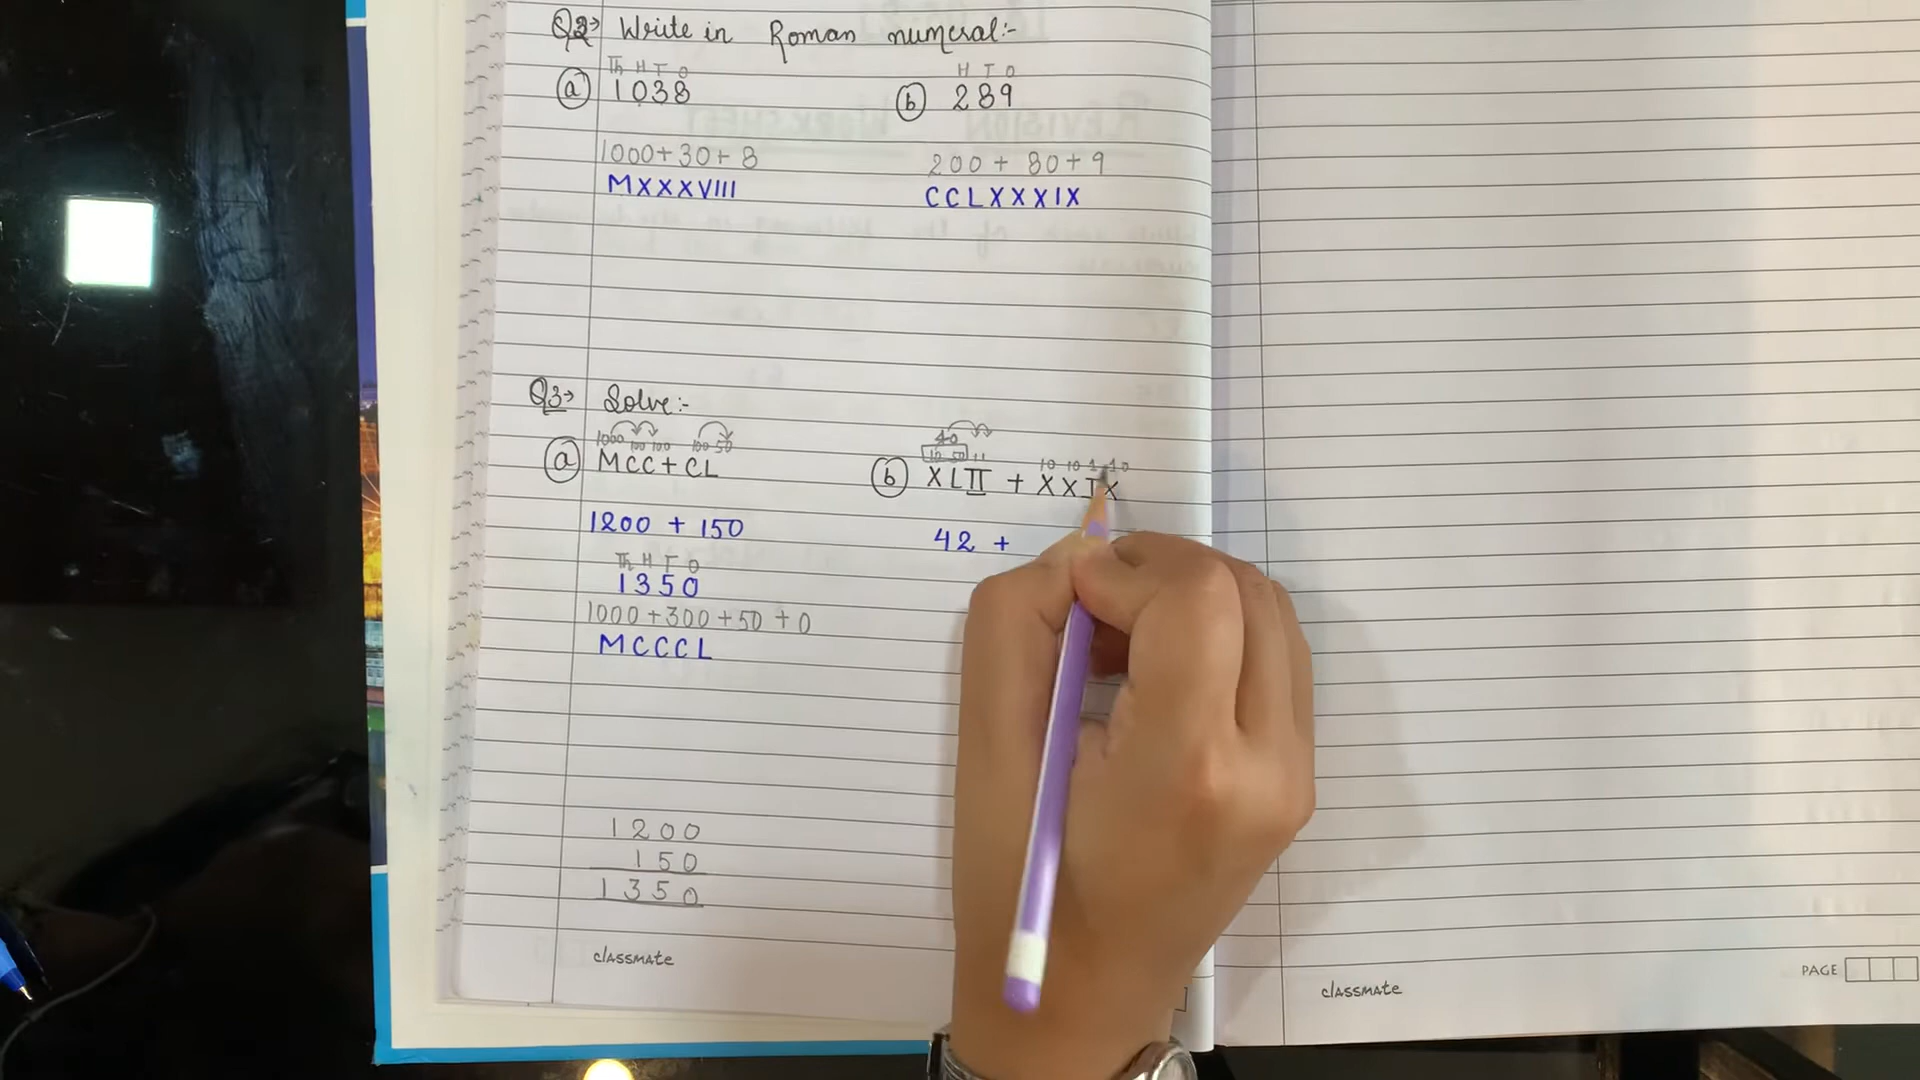 Q2→ Write in Roman numeral:-
Th H T O
ⓐ 1038
1000+30+8
MXXXVIII
H T O
ⓑ 289
200 + 80+9
CCLXXXIX
Q3→ Solve:-
1000 100 100 100 50
ⓐ MCC+CL
1200 + 150
Th H T O
1350
1000+300+50+0
MCCCL
1200
150
1350
40
10 50 11 10 10 1 10
ⓑ XLII + XXIX
42 +
classmate
PAGE
classmate